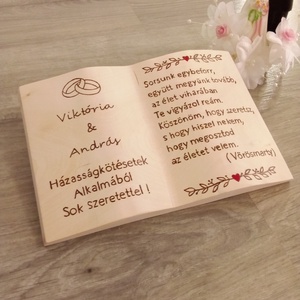 Viktória
&
András
Házasságkötésetek
Alkalmából
Sok szeretettel!
Sorsunk egybeforr,
együtt megyünk tovább,
az élet viharában
Te vigyázol reám.
Köszönöm, hogy szeretsz,
s hogy hiszel nekem,
hogy megosztod
az életet velem.
(Vörösmarty)